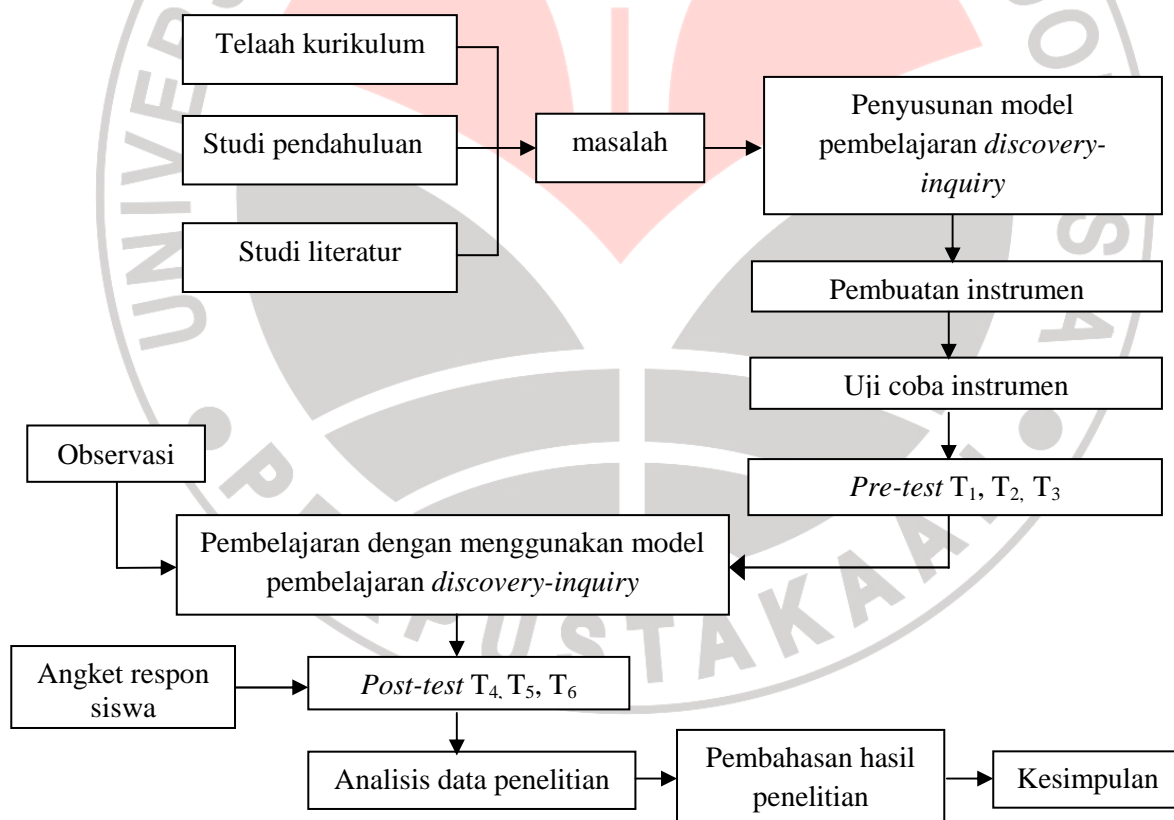 Telaah kurikulum
Studi pendahuluan
Studi literatur
masalah
Penyusunan model
pembelajaran discovery-
inquiry
Pembuatan instrumen
Uji coba instrumen
Pre-test T₁, T₂, T₃
Observasi
Pembelajaran dengan menggunakan model
pembelajaran discovery-inquiry
Angket respon
siswa
Post-test T₄, T₅, T₆
Analisis data penelitian
Pembahasan hasil
penelitian
Kesimpulan